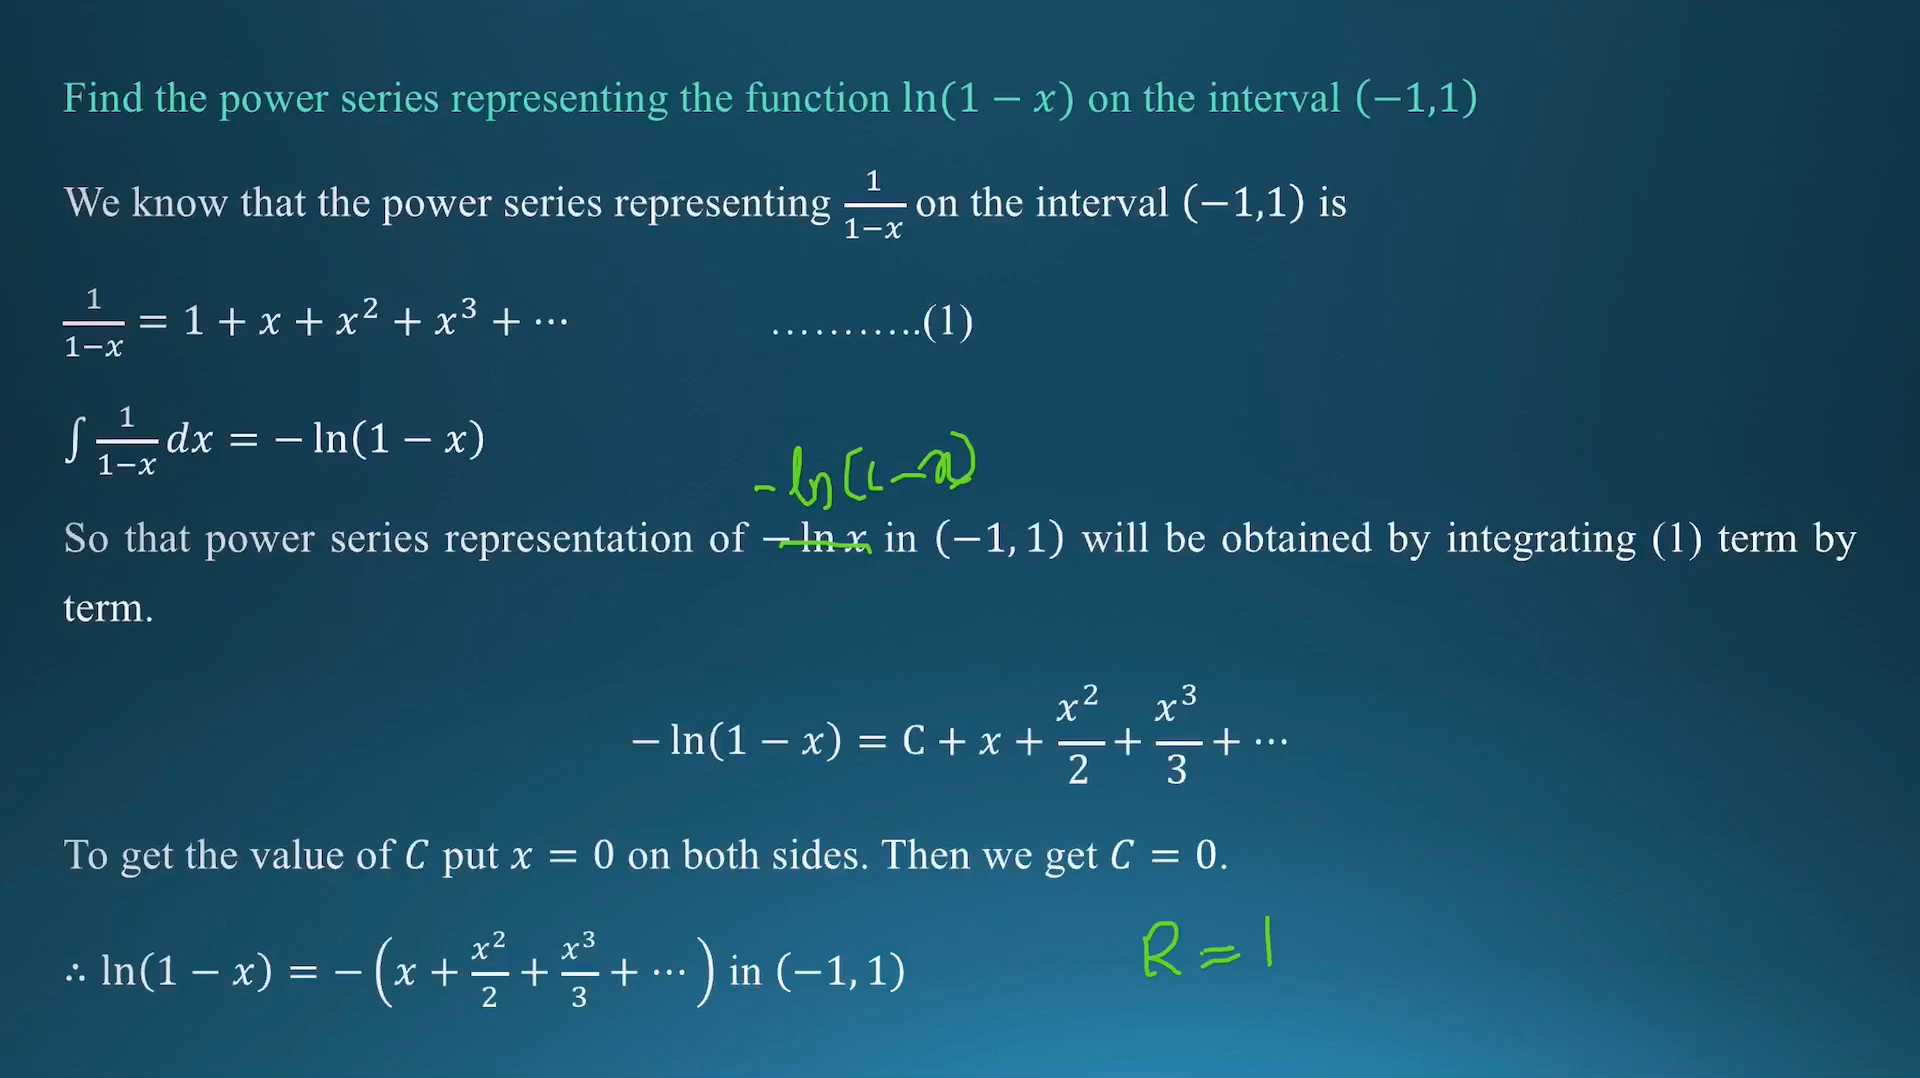 Find the power series representing the function ln(1 − x) on the interval (−1,1)
We know that the power series representing 1/(1−x) on the interval (−1,1) is
1/(1−x) = 1 + x + x² + x³ + ⋯ ...........(1)
∫ 1/(1−x) dx = − ln(1 − x)
-ln(1-x)
So that power series representation of − ln x in (−1, 1) will be obtained by integrating (1) term by
term.
− ln(1 − x) = C + x + x²/2 + x³/3 + ⋯
To get the value of C put x = 0 on both sides. Then we get C = 0.
∴ ln(1 − x) = − (x + x²/2 + x³/3 + ⋯ ) in (−1, 1)
R = 1